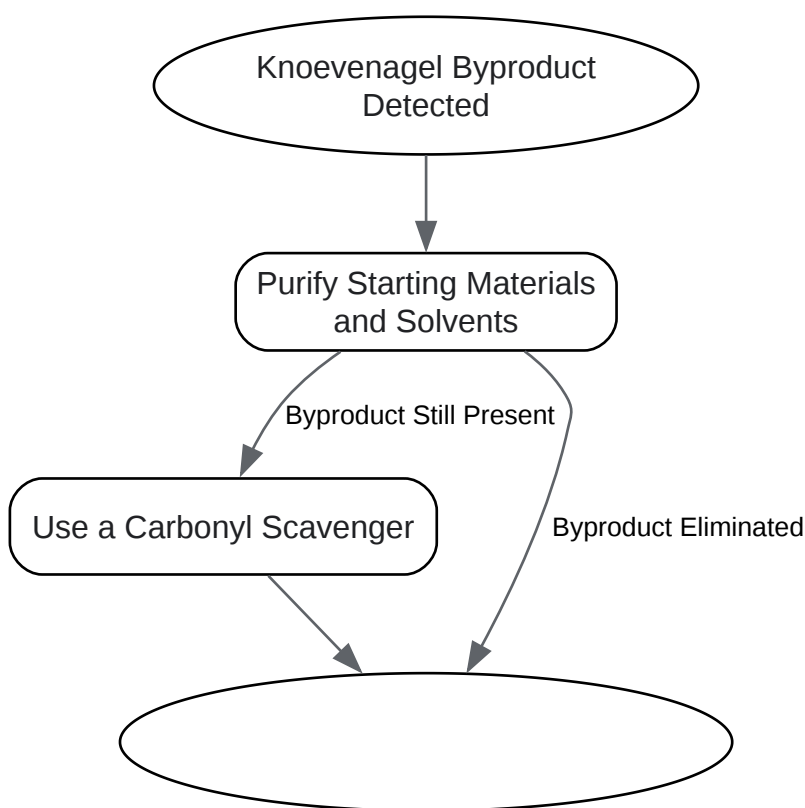 Knoevenagel Byproduct
Detected
Purify Starting Materials
and Solvents
Byproduct Still Present
Use a Carbonyl Scavenger
Byproduct Eliminated